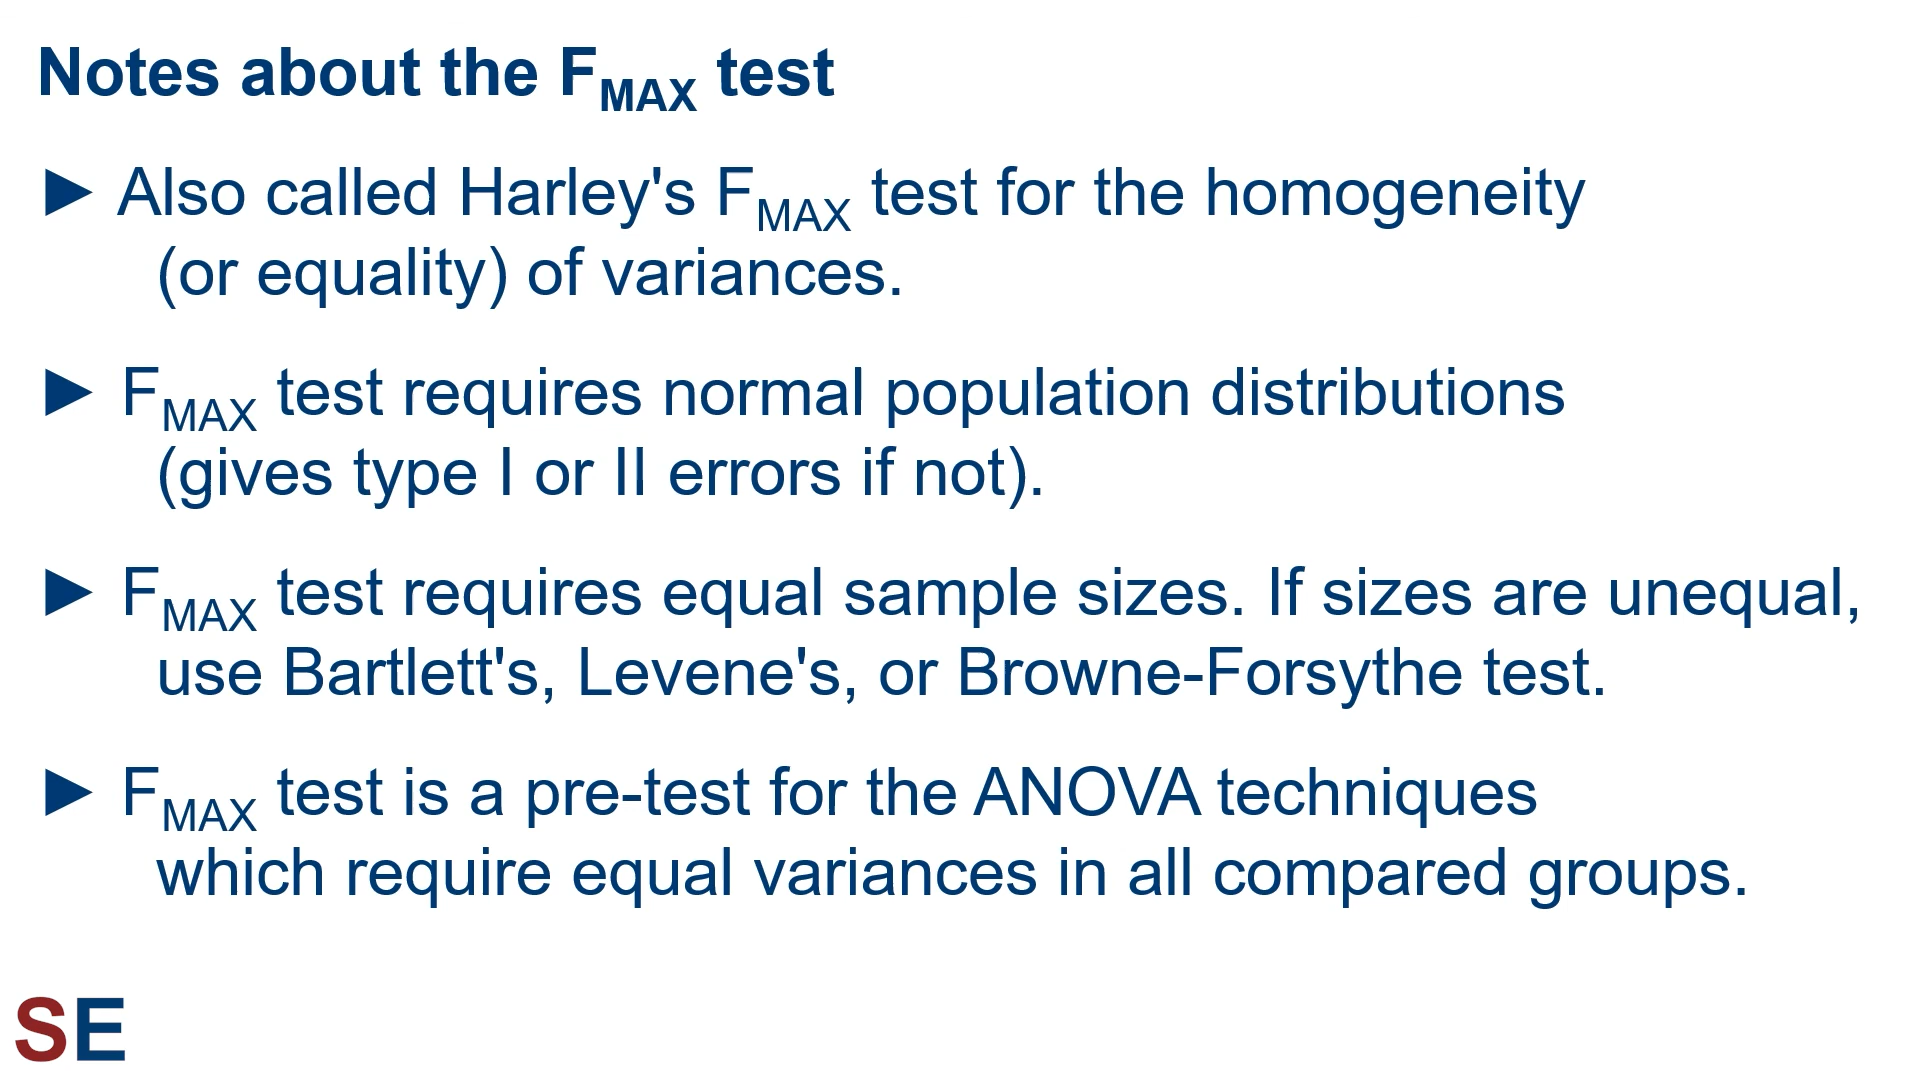 Notes about the FMAX test
► Also called Harley's FMAX test for the homogeneity
(or equality) of variances.
► FMAX test requires normal population distributions
(gives type I or II errors if not).
► FMAX test requires equal sample sizes. If sizes are unequal,
use Bartlett's, Levene's, or Browne-Forsythe test.
► FMAX test is a pre-test for the ANOVA techniques
which require equal variances in all compared groups.
SE